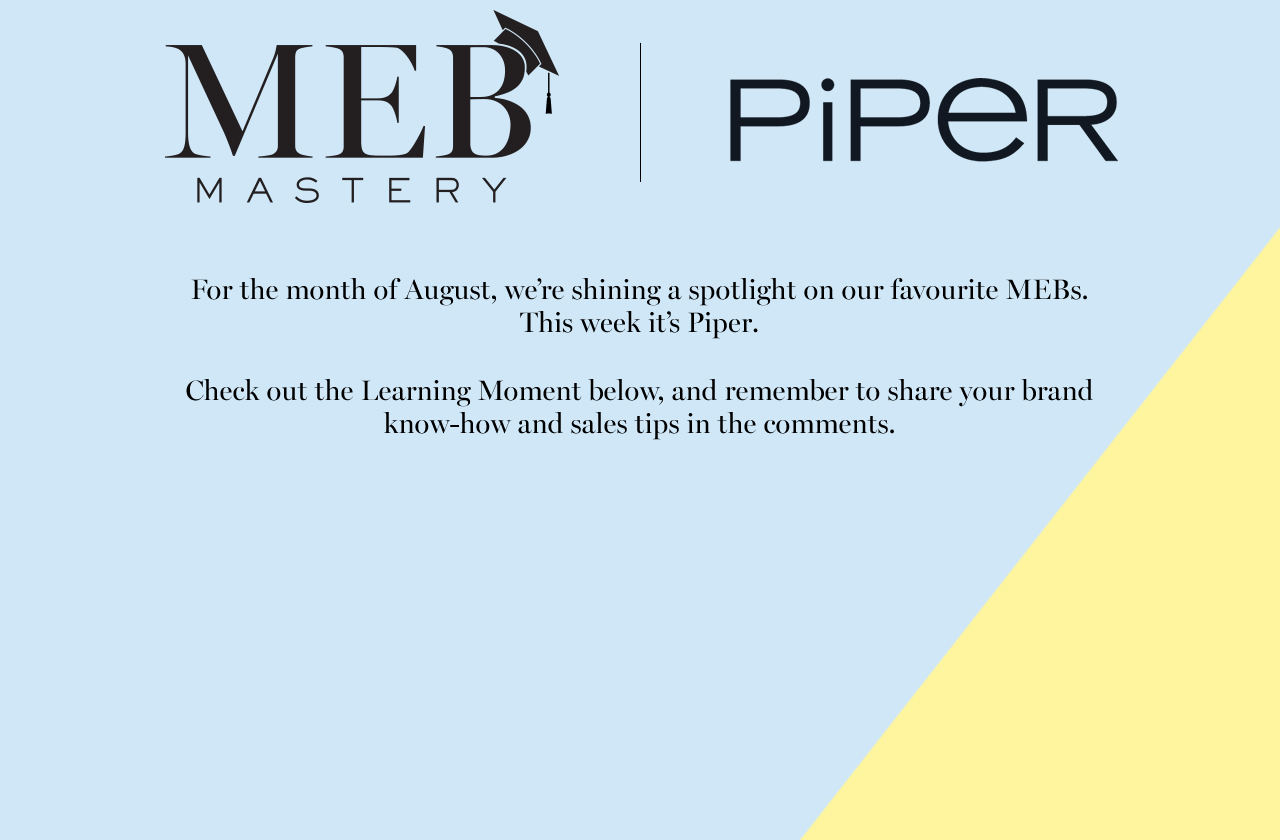 MEB
MASTERY
PiPeR
For the month of August, we’re shining a spotlight on our favourite MEBs.
This week it’s Piper.
Check out the Learning Moment below, and remember to share your brand
know-how and sales tips in the comments.